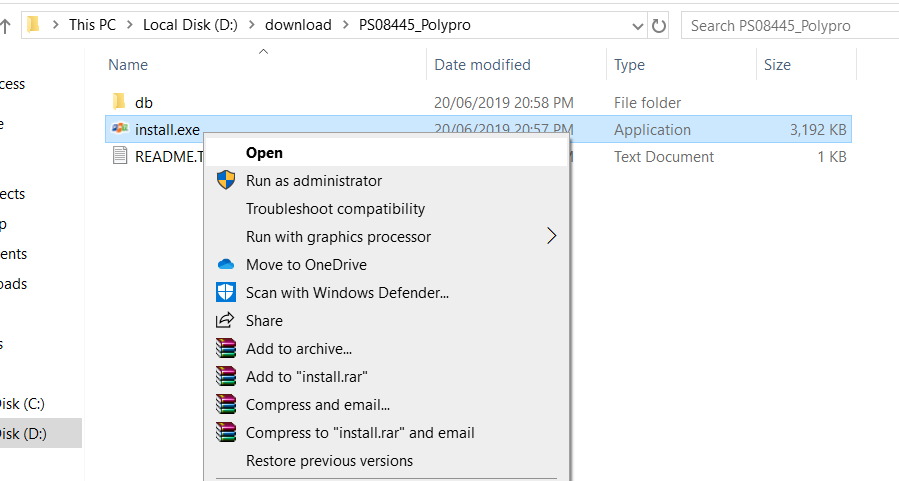 This PC > Local Disk (D:) > download > PS08445_Polypro
Search PS08445_Polypro
Name Date modified Type Size
cess
db 20/06/2019 20:58 PM File folder
e
install.exe 20/06/2019 20:57 PM Application 3,192 KB
README.T M Text Document 1 KB
Open
Run as administrator
ects
Troubleshoot compatibility
p
Run with graphics processor
ents
Move to OneDrive
oads
Scan with Windows Defender...
Share
s
Add to archive...
Add to "install.rar"
isk (C:)
Compress and email...
isk (D:)
Compress to "install.rar" and email
Restore previous versions